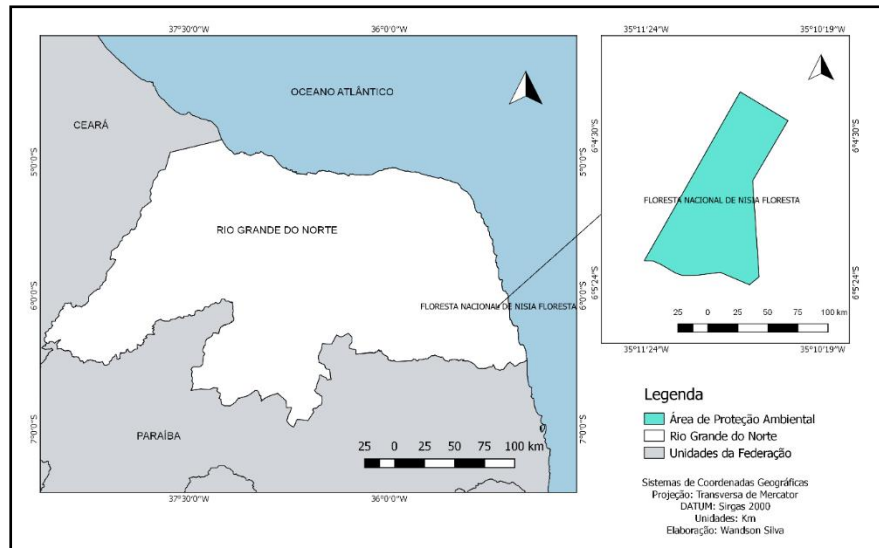 37°30'0"O 36°0'0"O
OCEANO ATLÂNTICO
CEARÁ
5°0'0"S 5°0'0"S
RIO GRANDE DO NORTE
6°0'0"S 6°0'0"S
FLORESTA NACIONAL DE NISIA FLORESTA
PARAÍBA
7°0'0"S 7°0'0"S
25 0 25 50 75 100 km
37°30'0"O 36°0'0"O
35°11'24"O 35°10'19"O
6°4'30"S 6°4'30"S
FLORESTA NACIONAL DE NISIA FLORESTA
6°5'24"S 6°5'24"S
25 0 25 50 75 100 km
35°11'24"O 35°10'19"O
Legenda
Área de Proteção Ambiental
Rio Grande do Norte
Unidades da Federação
Sistemas de Coordenadas Geográficas
Projeção: Transversa de Mercator
DATUM: Sirgas 2000
Unidades: Km
Elaboração: Wandson Silva